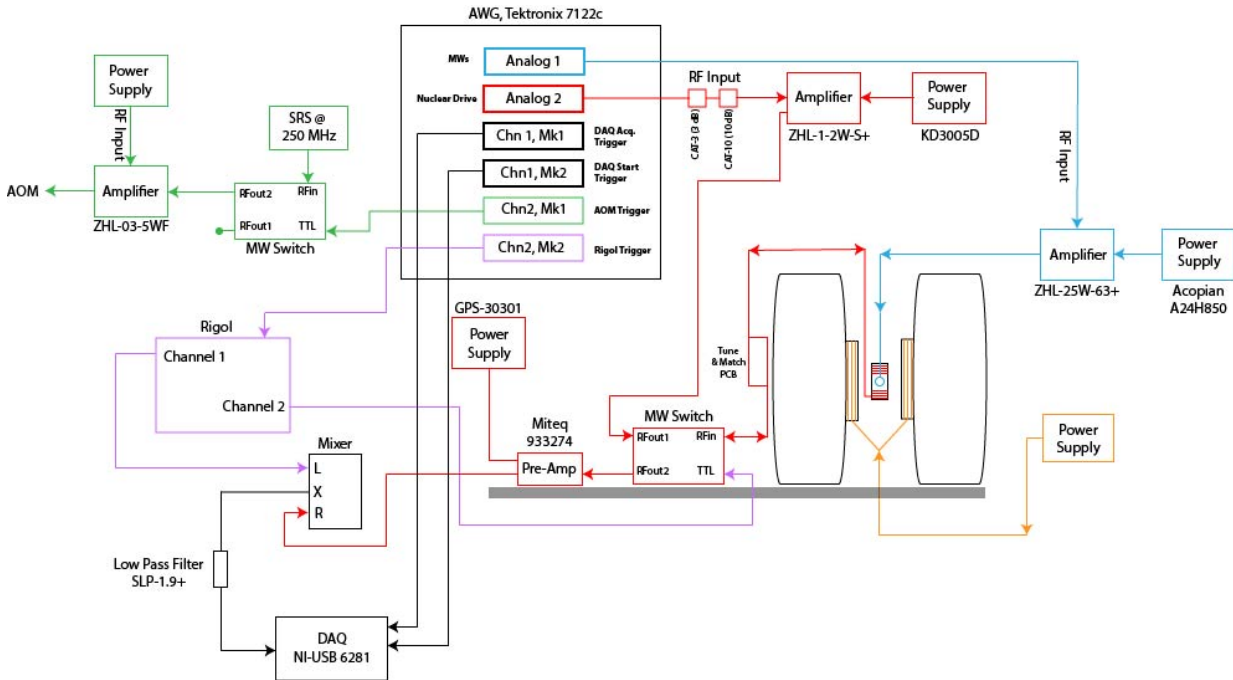 AWG, Tektronix 7122c
MWs
Analog 1
Nuclear Drive
Analog 2
Chn 1, Mk1
DAQ Acq.
Trigger
Chn1, Mk2
DAQ Start
Trigger
Chn2, Mk1
AOM Trigger
Chn2, Mk2
Rigol Trigger
Power
Supply
RF Input
SRS @
250 MHz
AOM
Amplifier
ZHL-03-5WF
RFout2
RFin
RFout1
TTL
MW Switch
RF Input
CAT-3 (3 dB)
CAT-10 (10 dB)
Amplifier
ZHL-1-2W-S+
Power
Supply
KD3005D
RF Input
Amplifier
ZHL-25W-63+
Power
Supply
Acopian
A24H850
Rigol
Channel 1
Channel 2
GPS-30301
Power
Supply
Tune
& Match
PCB
MW Switch
RFout1
RFin
RFout2
TTL
Miteq
933274
Pre-Amp
Power
Supply
Mixer
L
X
R
Low Pass Filter
SLP-1.9+
DAQ
NI-USB 6281